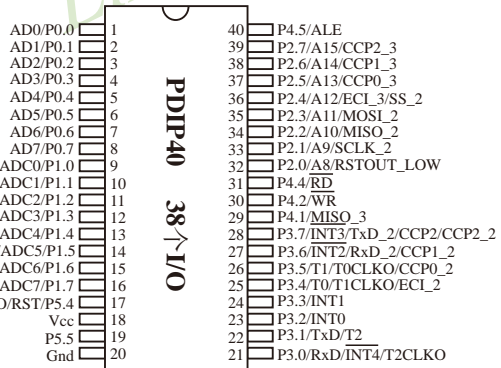 AD0/P0.0 1
AD1/P0.1 2
AD2/P0.2 3
AD3/P0.3 4
AD4/P0.4 5
AD5/P0.5 6
AD6/P0.6 7
AD7/P0.7 8
ADC0/P1.0 9
ADC1/P1.1 10
ADC2/P1.2 11
ADC3/P1.3 12
ADC4/P1.4 13
/ADC5/P1.5 14
ADC6/P1.6 15
ADC7/P1.7 16
/RST/P5.4 17
Vcc 18
P5.5 19
Gnd 20
PDIP40 38个I/O
40 P4.5/ALE
39 P2.7/A15/CCP2_3
38 P2.6/A14/CCP1_3
37 P2.5/A13/CCP0_3
36 P2.4/A12/ECI_3/SS_2
35 P2.3/A11/MOSI_2
34 P2.2/A10/MISO_2
33 P2.1/A9/SCLK_2
32 P2.0/A8/RSTOUT_LOW
31 P4.4/RD
30 P4.2/WR
29 P4.1/MISO_3
28 P3.7/INT3/TxD_2/CCP2/CCP2_2
27 P3.6/INT2/RxD_2/CCP1_2
26 P3.5/T1/T0CLKO/CCP0_2
25 P3.4/T0/T1CLKO/ECI_2
24 P3.3/INT1
23 P3.2/INT0
22 P3.1/TxD/T2
21 P3.0/RxD/INT4/T2CLKO